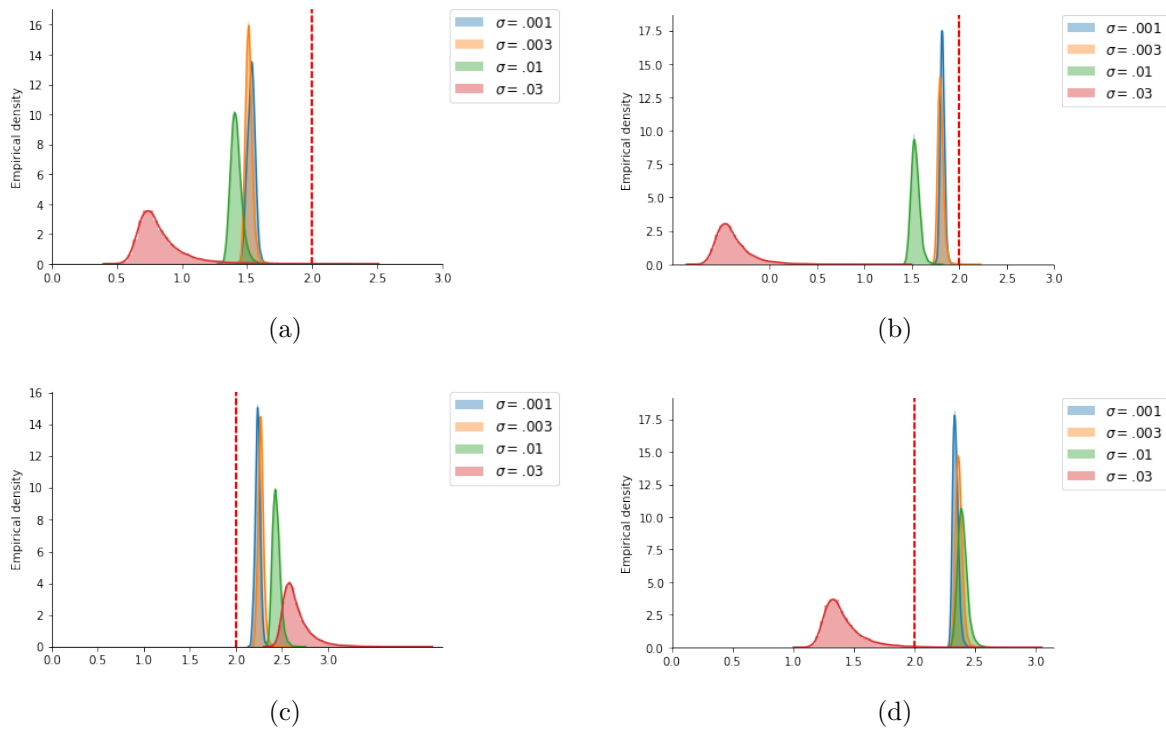 16
14
12
10
8
6
4
2
0
Empirical density
0.0
0.5
1.0
1.5
2.0
3.0
σ = .001
σ = .003
σ = .01
σ = .03
(a)
17.5
15.0
12.5
10.0
7.5
5.0
2.5
0.0
Empirical density
0.0
1.0
1.5
2.0
3.0
σ = .001
σ = .003
σ = .01
σ = .03
(b)
16
14
12
10
8
6
4
2
0
Empirical density
0.0
0.5
1.0
1.5
2.0
2.5
3.0
σ = .001
σ = .003
σ = .01
σ = .03
(c)
17.5
15.0
12.5
10.0
7.5
5.0
2.5
0.0
Empirical density
0.0
0.5
1.0
1.5
2.0
2.5
3.0
σ = .001
σ = .003
σ = .01
σ = .03
(d)